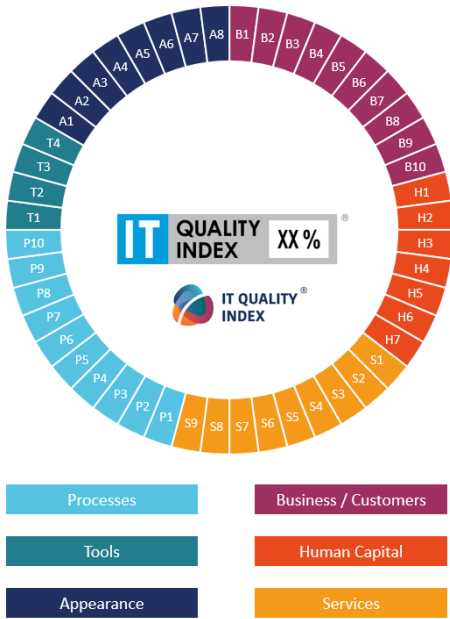 A8
B1
B2
B3
B4
B5
B6
B7
B8
B9
B10
H1
H2
H3
H4
H5
H6
H7
S1
S2
S3
S4
S5
S6
S7
S8
S9
P1
P2
P3
P4
P5
P6
P7
P8
P9
P10
T1
T2
T3
T4
A1
A2
A3
A4
A5
A6
A7
IT QUALITY INDEX XX % ®
IT QUALITY ®
INDEX
Processes
Business / Customers
Tools
Human Capital
Appearance
Services